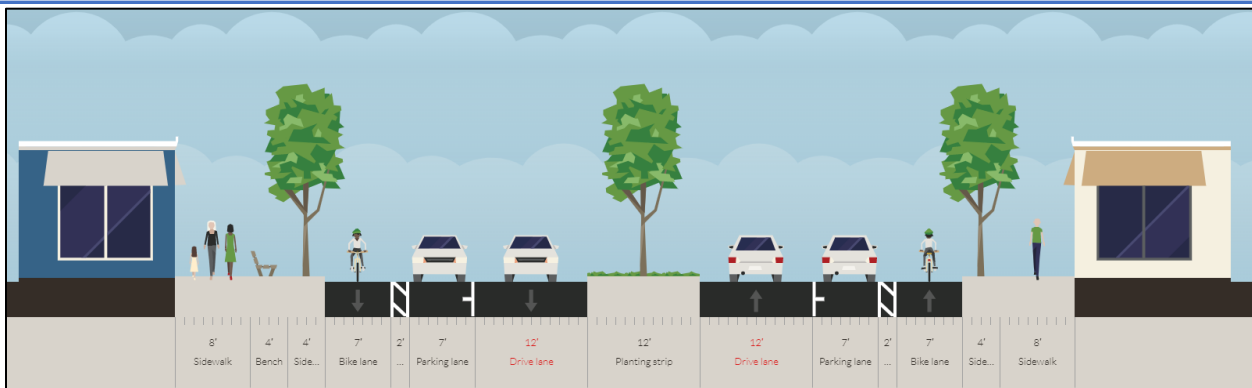 8' 4' 4' 7' 2' 7' 12' 12' 12' 7' 2' 7' 4' 8'
Sidewalk Bench Side... Bike lane ... Parking lane Drive lane Planting strip Drive lane Parking lane ... Bike lane Side... Sidewalk